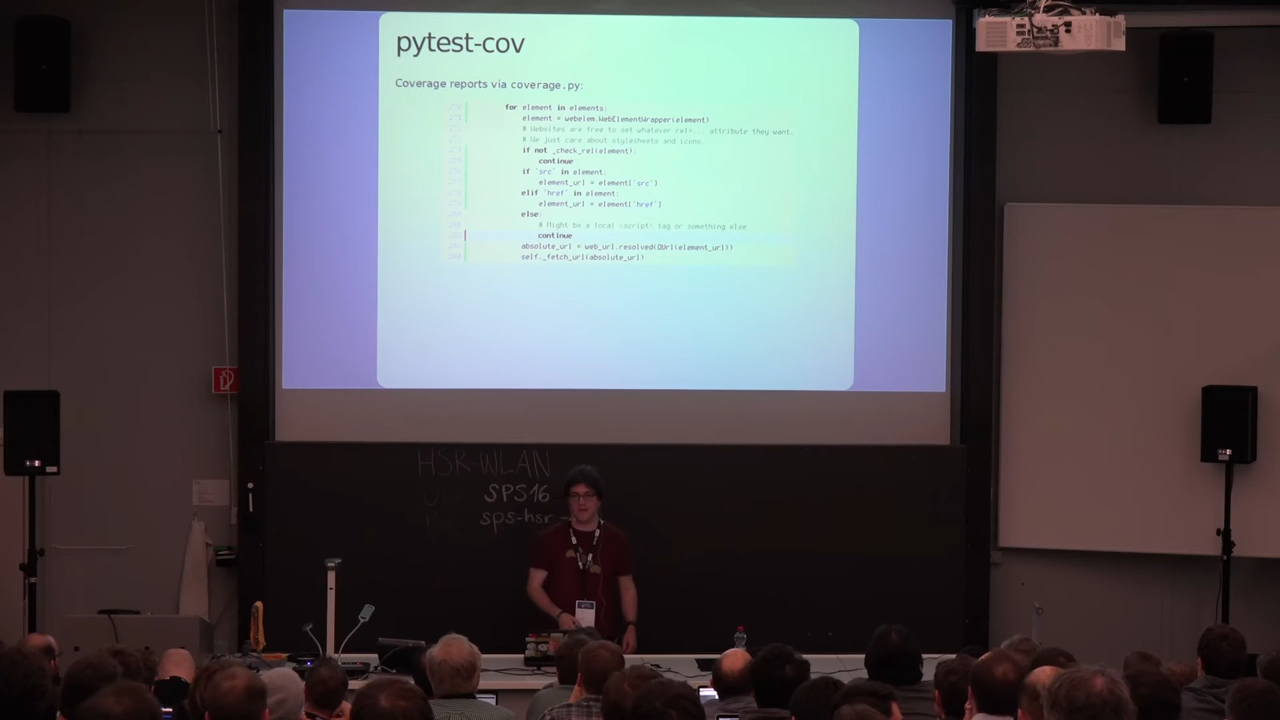 pytest-cov
Coverage reports via coverage.py:
for element in elements:
element = webelem.WebElementWrapper(element)
# Websites are free to set whatever rel=... attribute they want.
# We just care about stylesheets and icons.
if not _check_rel(element):
continue
if 'src' in element:
element_url = element['src']
elif 'href' in element:
element_url = element['href']
else:
# Might be a local <script> tag or something else
continue
absolute_url = web_url.resolved(QUrl(element_url))
self._fetch_url(absolute_url)
HSR-WLAN
U SPS16
sps-hsr